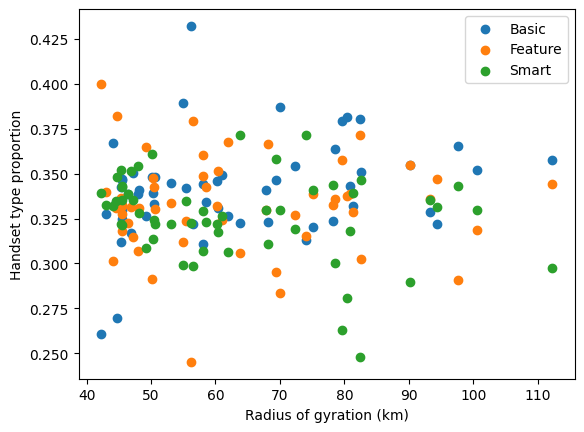 0.425
0.400
0.375
0.350
0.325
0.300
0.275
0.250
Handset type proportion
40 50 60 70 80 90 100 110
Radius of gyration (km)
Basic
Feature
Smart